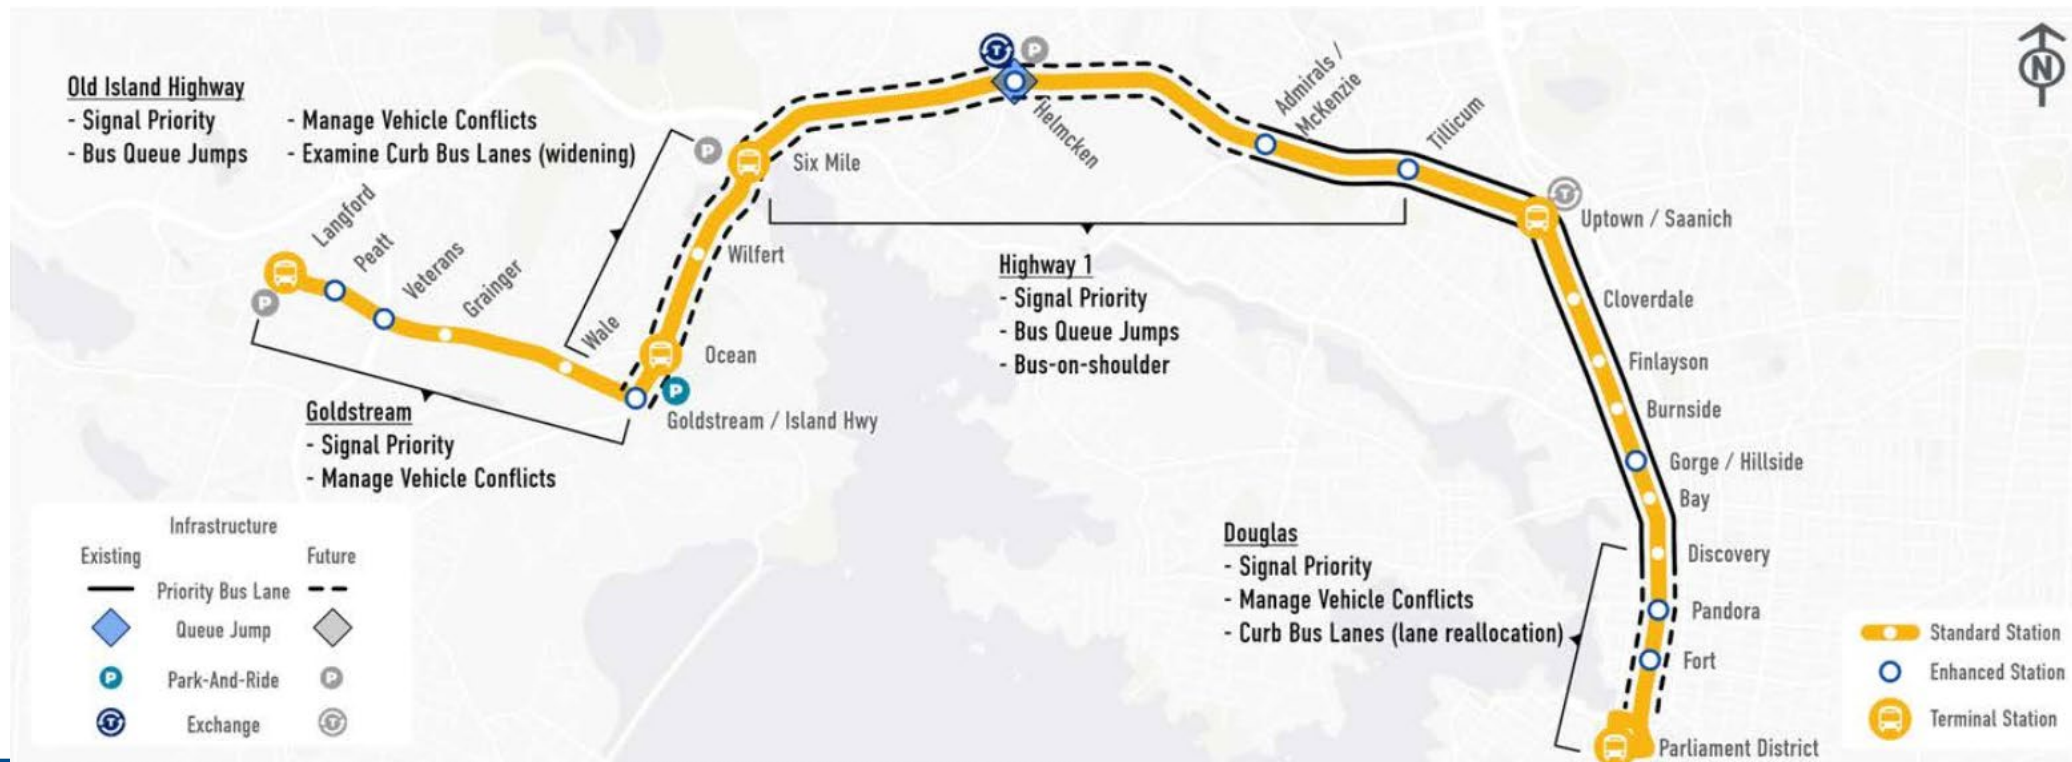 Old Island Highway
- Signal Priority
- Bus Queue Jumps
- Manage Vehicle Conflicts
- Examine Curb Bus Lanes (widening)
Langford
Peatt
Veterans
Grainger
Wale
Goldstream / Island Hwy
Ocean
Wilfert
Six Mile
Helmcken
Admirals /
McKenzie
Tillicum
Uptown / Saanich
Cloverdale
Finlayson
Burnside
Gorge / Hillside
Bay
Discovery
Pandora
Fort
Parliament District
Highway 1
- Signal Priority
- Bus Queue Jumps
- Bus-on-shoulder
Goldstream
- Signal Priority
- Manage Vehicle Conflicts
Douglas
- Signal Priority
- Manage Vehicle Conflicts
- Curb Bus Lanes (lane reallocation)
Infrastructure
Existing Future
Priority Bus Lane
Queue Jump
P Park-And-Ride P
T Exchange T
Standard Station
Enhanced Station
Terminal Station
N
T P
P
P
P
T